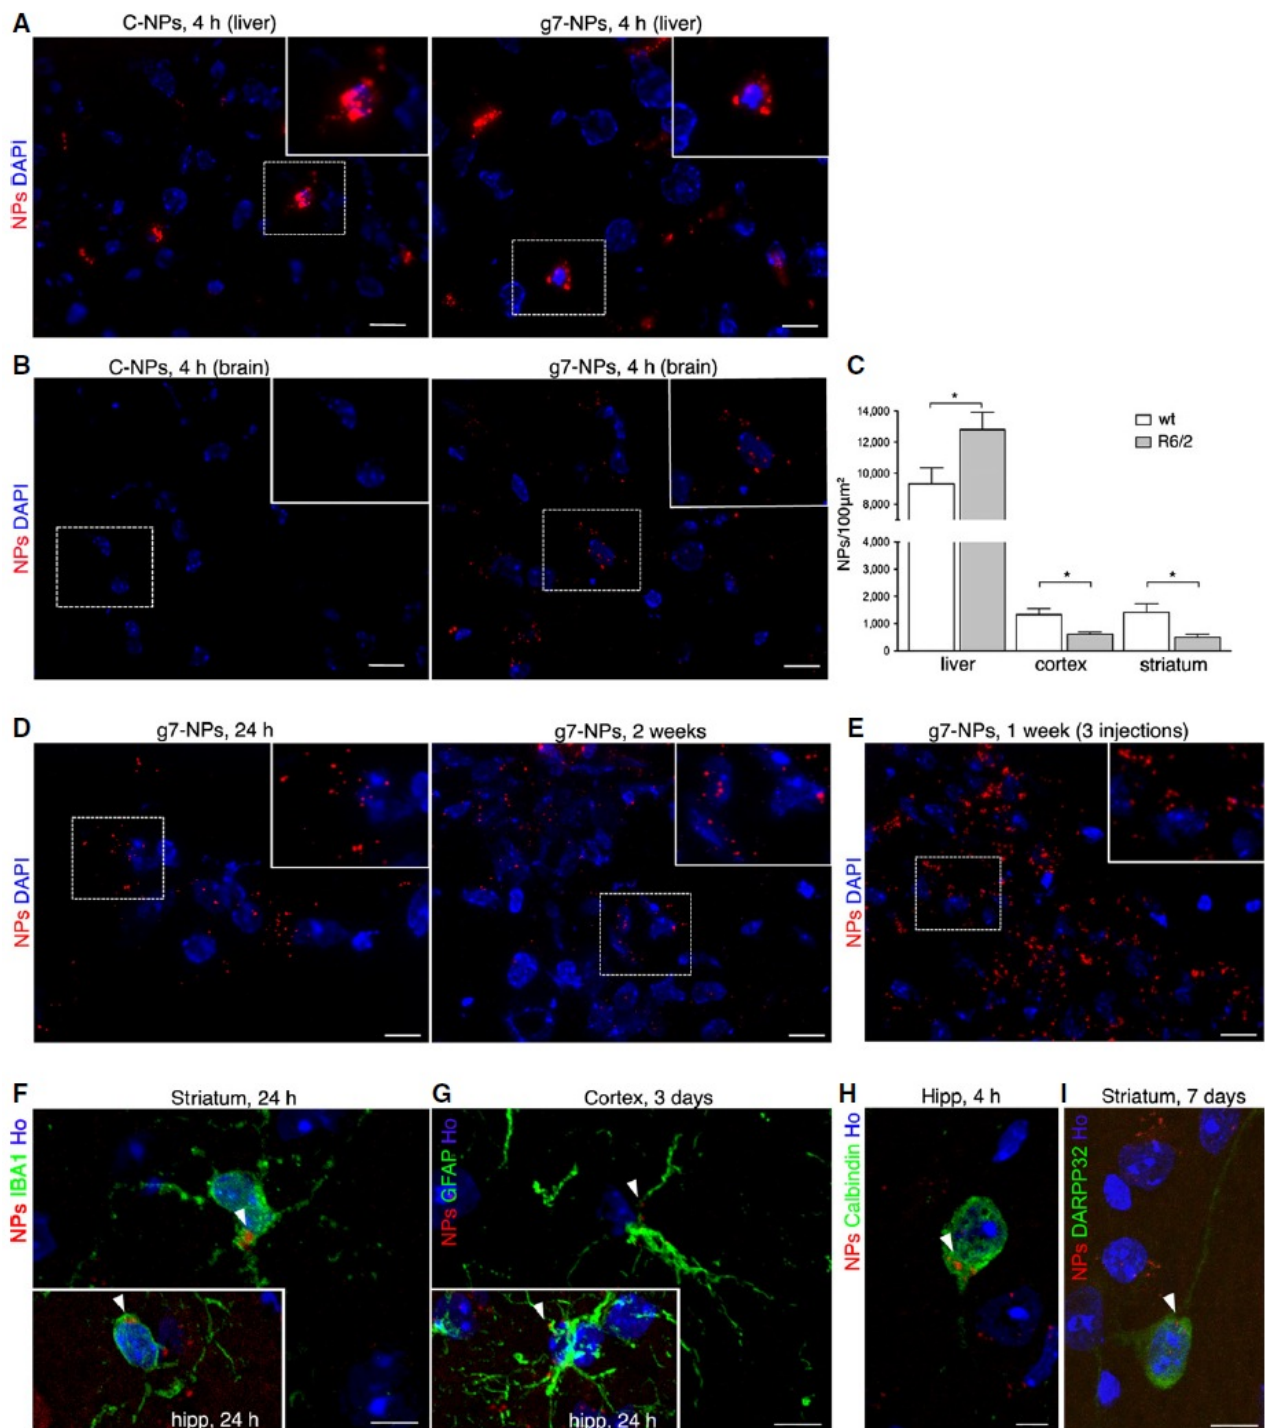 A
C-NPs, 4 h (liver)
g7-NPs, 4 h (liver)
NPs DAPI
B
C-NPs, 4 h (brain)
g7-NPs, 4 h (brain)
NPs DAPI
C
14,000
12,000
10,000
8,000
4,000
3,000
2,000
1,000
0
NPs/100µm²
* * *
wt
R6/2
liver cortex striatum
D
g7-NPs, 24 h
g7-NPs, 2 weeks
NPs DAPI
E
g7-NPs, 1 week (3 injections)
NPs DAPI
F
Striatum, 24 h
NPs IBA1 Ho
hipp, 24 h
G
Cortex, 3 days
NPs GFAP Ho
hipp, 24 h
H
Hipp, 4 h
NPs Calbindin Ho
I
Striatum, 7 days
NPs DARPP32 Ho